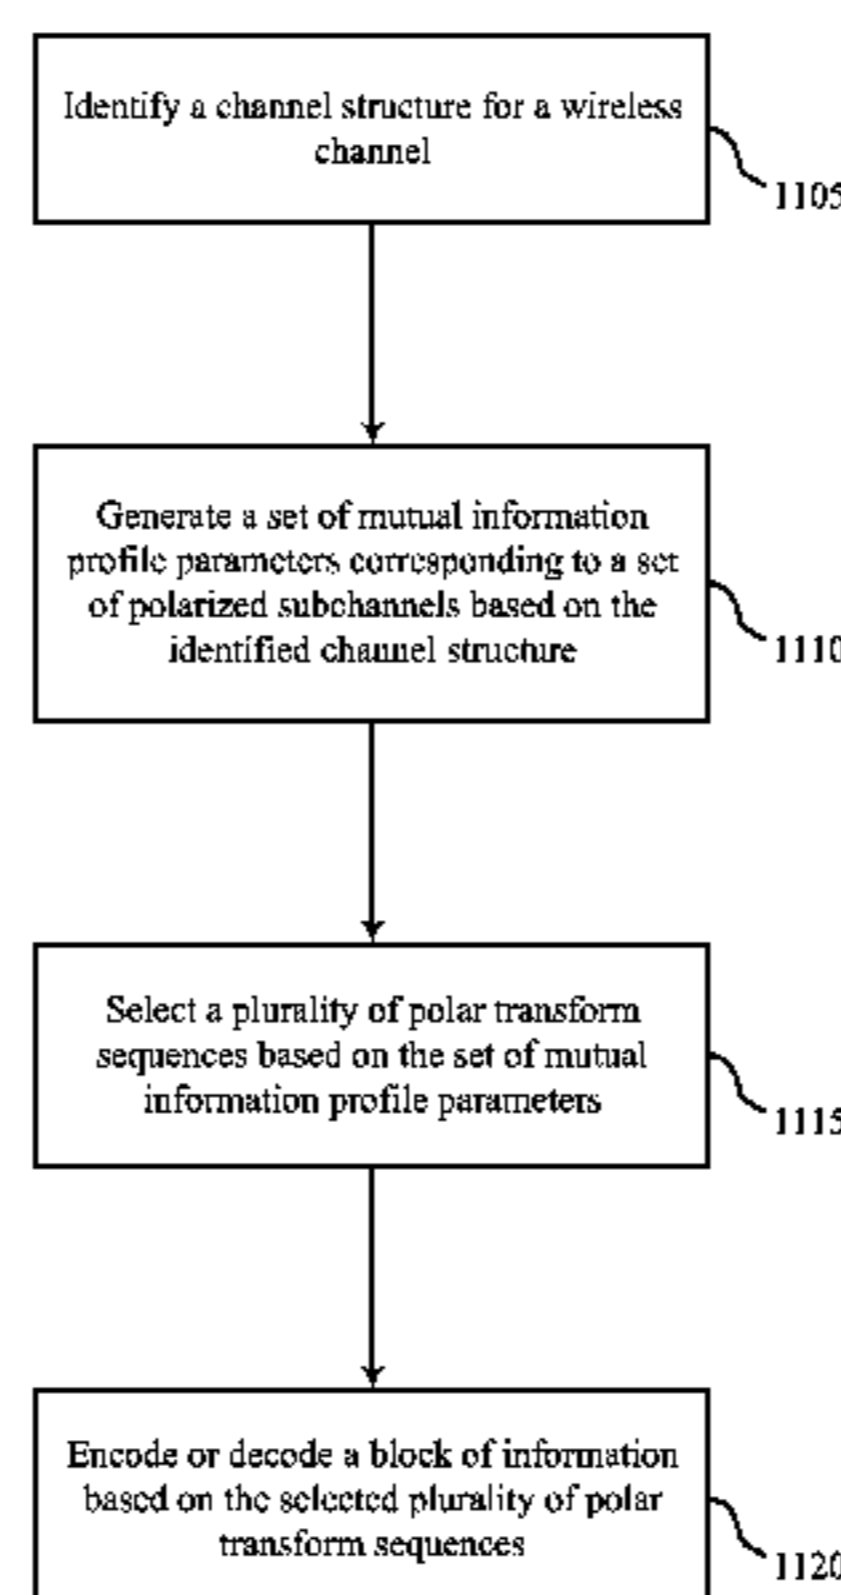 Identify a channel structure for a wireless
channel
1105
Generate a set of mutual information
profile parameters corresponding to a set
of polarized subchannels based on the
identified channel structure
1110
Select a plurality of polar transform
sequences based on the set of mutual
information profile parameters
1115
Encode or decode a block of information
based on the selected plurality of polar
transform sequences
1120